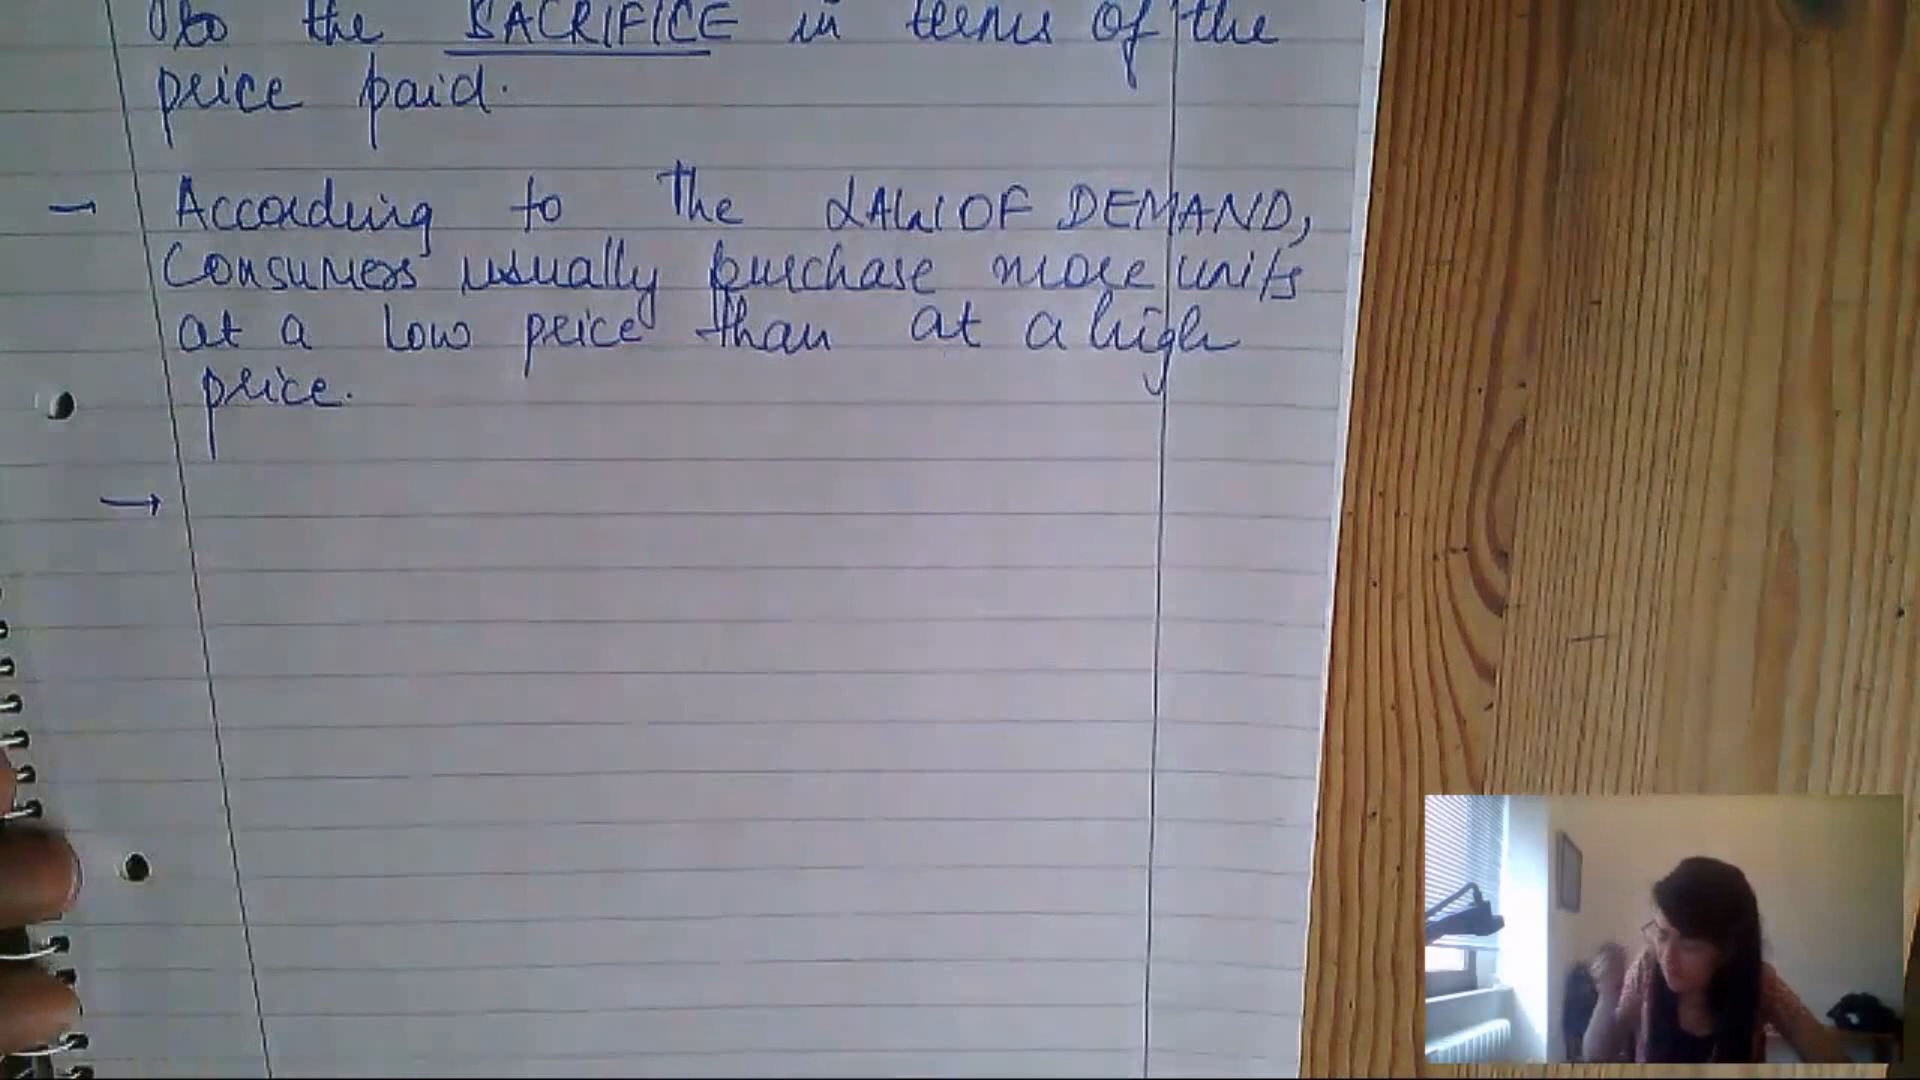 the SACRIFICE in terms of the
price paid.
- According to the LAW OF DEMAND,
Consumers usually purchase more units
at a low price than at a high
price.
→